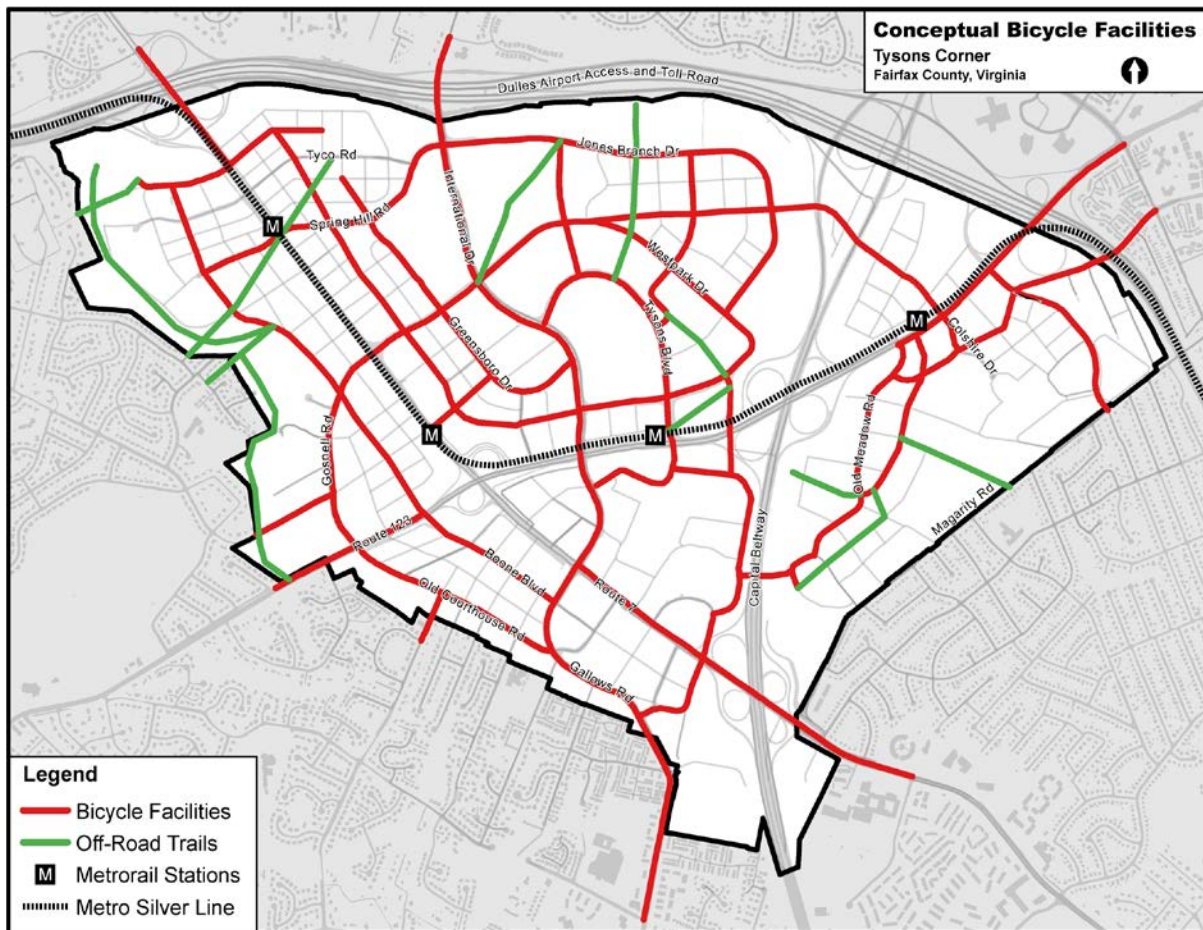 Conceptual Bicycle Facilities
Tysons Corner
Fairfax County, Virginia
Dulles Airport Access and Toll Road
Tyco Rd
Jones Branch Dr
International Dr
Spring Hill Rd
M
Westpark Dr
Tysons Blvd
Greensboro Dr
M
Colshire Dr
Gosnell Rd
M
M
Old Meadow Rd
Magarity Rd
Route 123
Capital Beltway
Boone Blvd
Route 7
Old Courthouse Rd
Gallows Rd
Legend
Bicycle Facilities
Off-Road Trails
M Metrorail Stations
Metro Silver Line